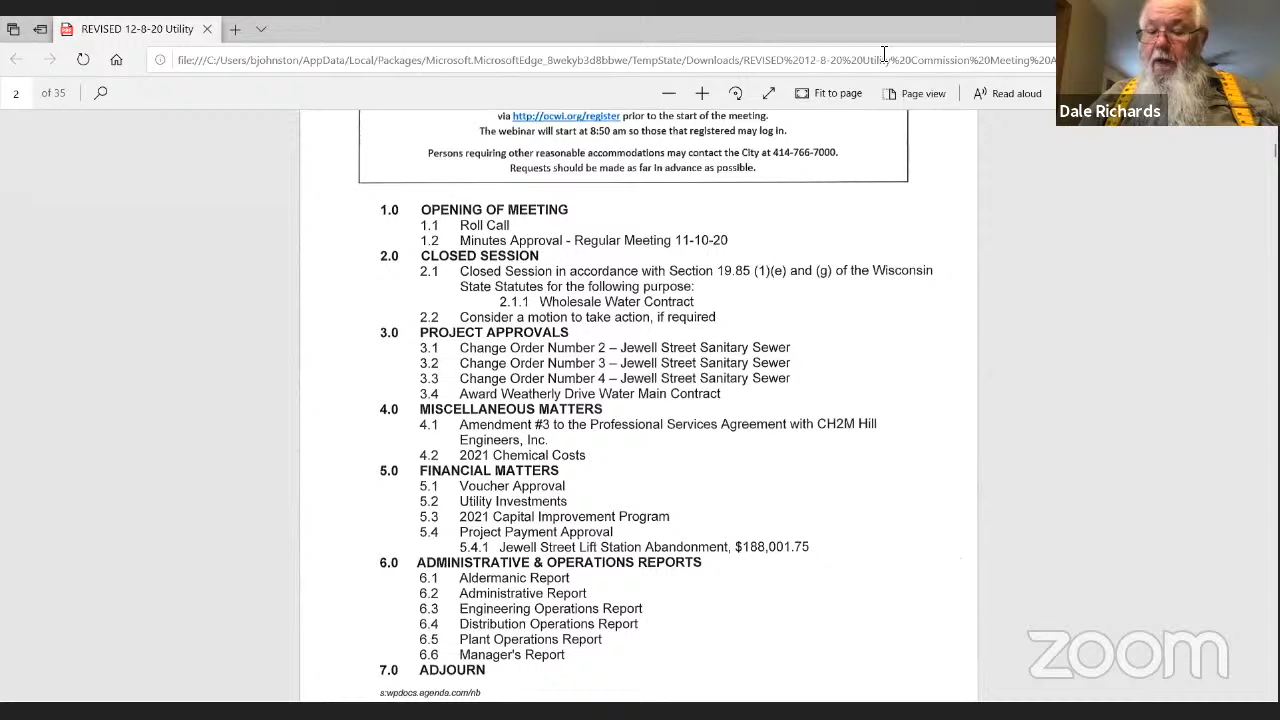 REVISED 12-8-20 Utility
file:///C:/Users/bjohnston/AppData/Local/Packages/Microsoft.MicrosoftEdge_8wekyb3d8bbwe/TempState/Downloads/REVISED%2012-8-20%20Utility%20Commission%20Meeting%20A
2 of 35
Fit to page
Page view
Read aloud
Dale Richards
via http://ocwi.org/register prior to the start of the meeting.
The webinar will start at 8:50 am so those that registered may log in.
Persons requiring other reasonable accommodations may contact the City at 414-766-7000.
Requests should be made as far in advance as possible.
1.0 OPENING OF MEETING
1.1 Roll Call
1.2 Minutes Approval - Regular Meeting 11-10-20
2.0 CLOSED SESSION
2.1 Closed Session in accordance with Section 19.85 (1)(e) and (g) of the Wisconsin
State Statutes for the following purpose:
2.1.1 Wholesale Water Contract
2.2 Consider a motion to take action, if required
3.0 PROJECT APPROVALS
3.1 Change Order Number 2 – Jewell Street Sanitary Sewer
3.2 Change Order Number 3 – Jewell Street Sanitary Sewer
3.3 Change Order Number 4 – Jewell Street Sanitary Sewer
3.4 Award Weatherly Drive Water Main Contract
4.0 MISCELLANEOUS MATTERS
4.1 Amendment #3 to the Professional Services Agreement with CH2M Hill
Engineers, Inc.
4.2 2021 Chemical Costs
5.0 FINANCIAL MATTERS
5.1 Voucher Approval
5.2 Utility Investments
5.3 2021 Capital Improvement Program
5.4 Project Payment Approval
5.4.1 Jewell Street Lift Station Abandonment, $188,001.75
6.0 ADMINISTRATIVE & OPERATIONS REPORTS
6.1 Aldermanic Report
6.2 Administrative Report
6.3 Engineering Operations Report
6.4 Distribution Operations Report
6.5 Plant Operations Report
6.6 Manager's Report
7.0 ADJOURN
s:wpdocs.agenda.com/nb
zoom